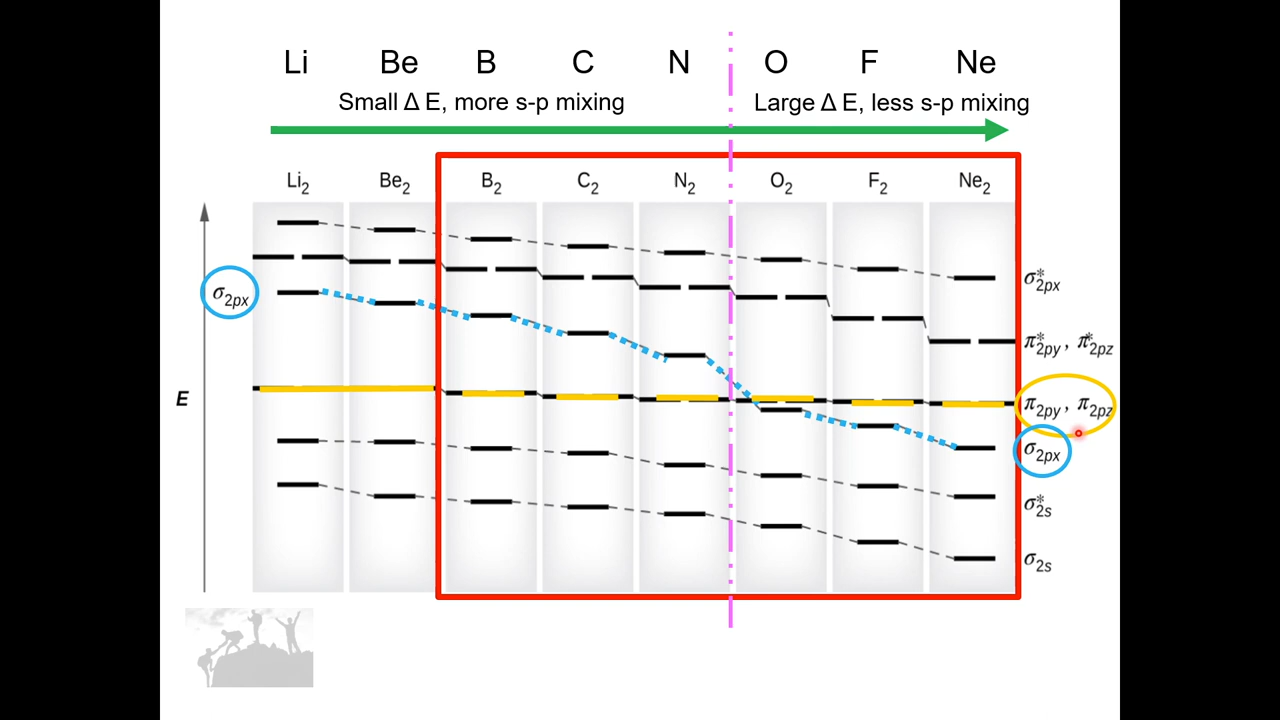 Li Be B C N O F Ne
Small Δ E, more s-p mixing Large Δ E, less s-p mixing
Li₂ Be₂ B₂ C₂ N₂ O₂ F₂ Ne₂
σ*₂ₚₓ
σ₂ₚₓ
π*₂py, π*₂pz
E
π₂py, π₂pz
σ₂ₚₓ
σ*₂ₛ
σ₂ₛ